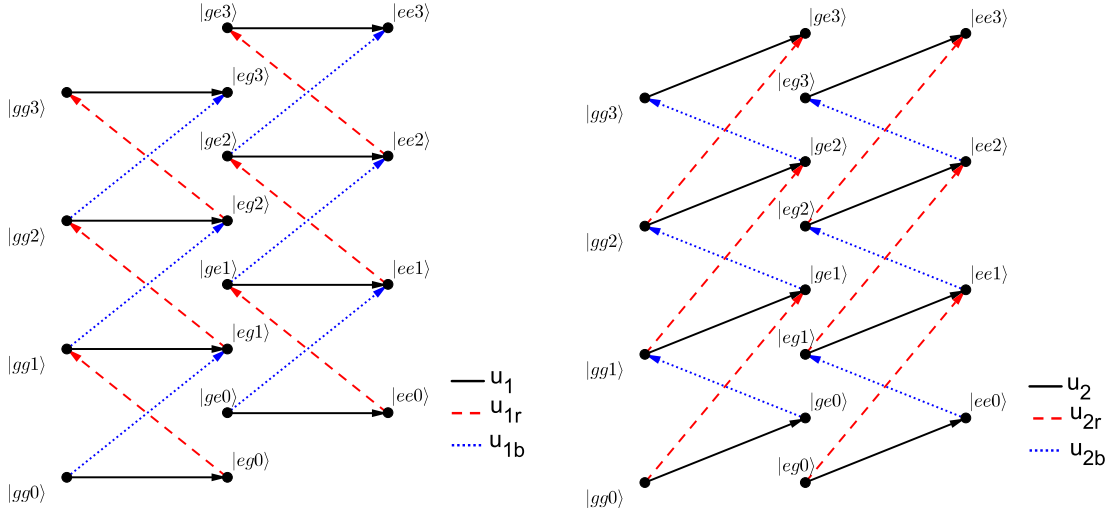 |ge3⟩ |ee3⟩
|gg3⟩ |eg3⟩
|ge2⟩ |ee2⟩
|gg2⟩ |eg2⟩
|ge1⟩ |ee1⟩
|gg1⟩ |eg1⟩
|ge0⟩ |ee0⟩
|gg0⟩ |eg0⟩
u₁
u₁ᵣ
u₁b
|ge3⟩ |ee3⟩
|gg3⟩ |eg3⟩
|ge2⟩ |ee2⟩
|gg2⟩ |eg2⟩
|ge1⟩ |ee1⟩
|gg1⟩ |eg1⟩
|ge0⟩ |ee0⟩
|gg0⟩ |eg0⟩
u₂
u₂ᵣ
u₂b